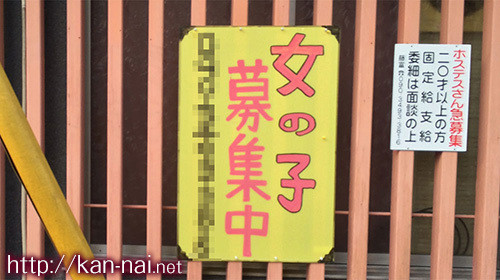 女の子
募集中
ホステスさん急募集
二〇才以上の方
固定給支給
委細は面談の上
http://kan-nai.net